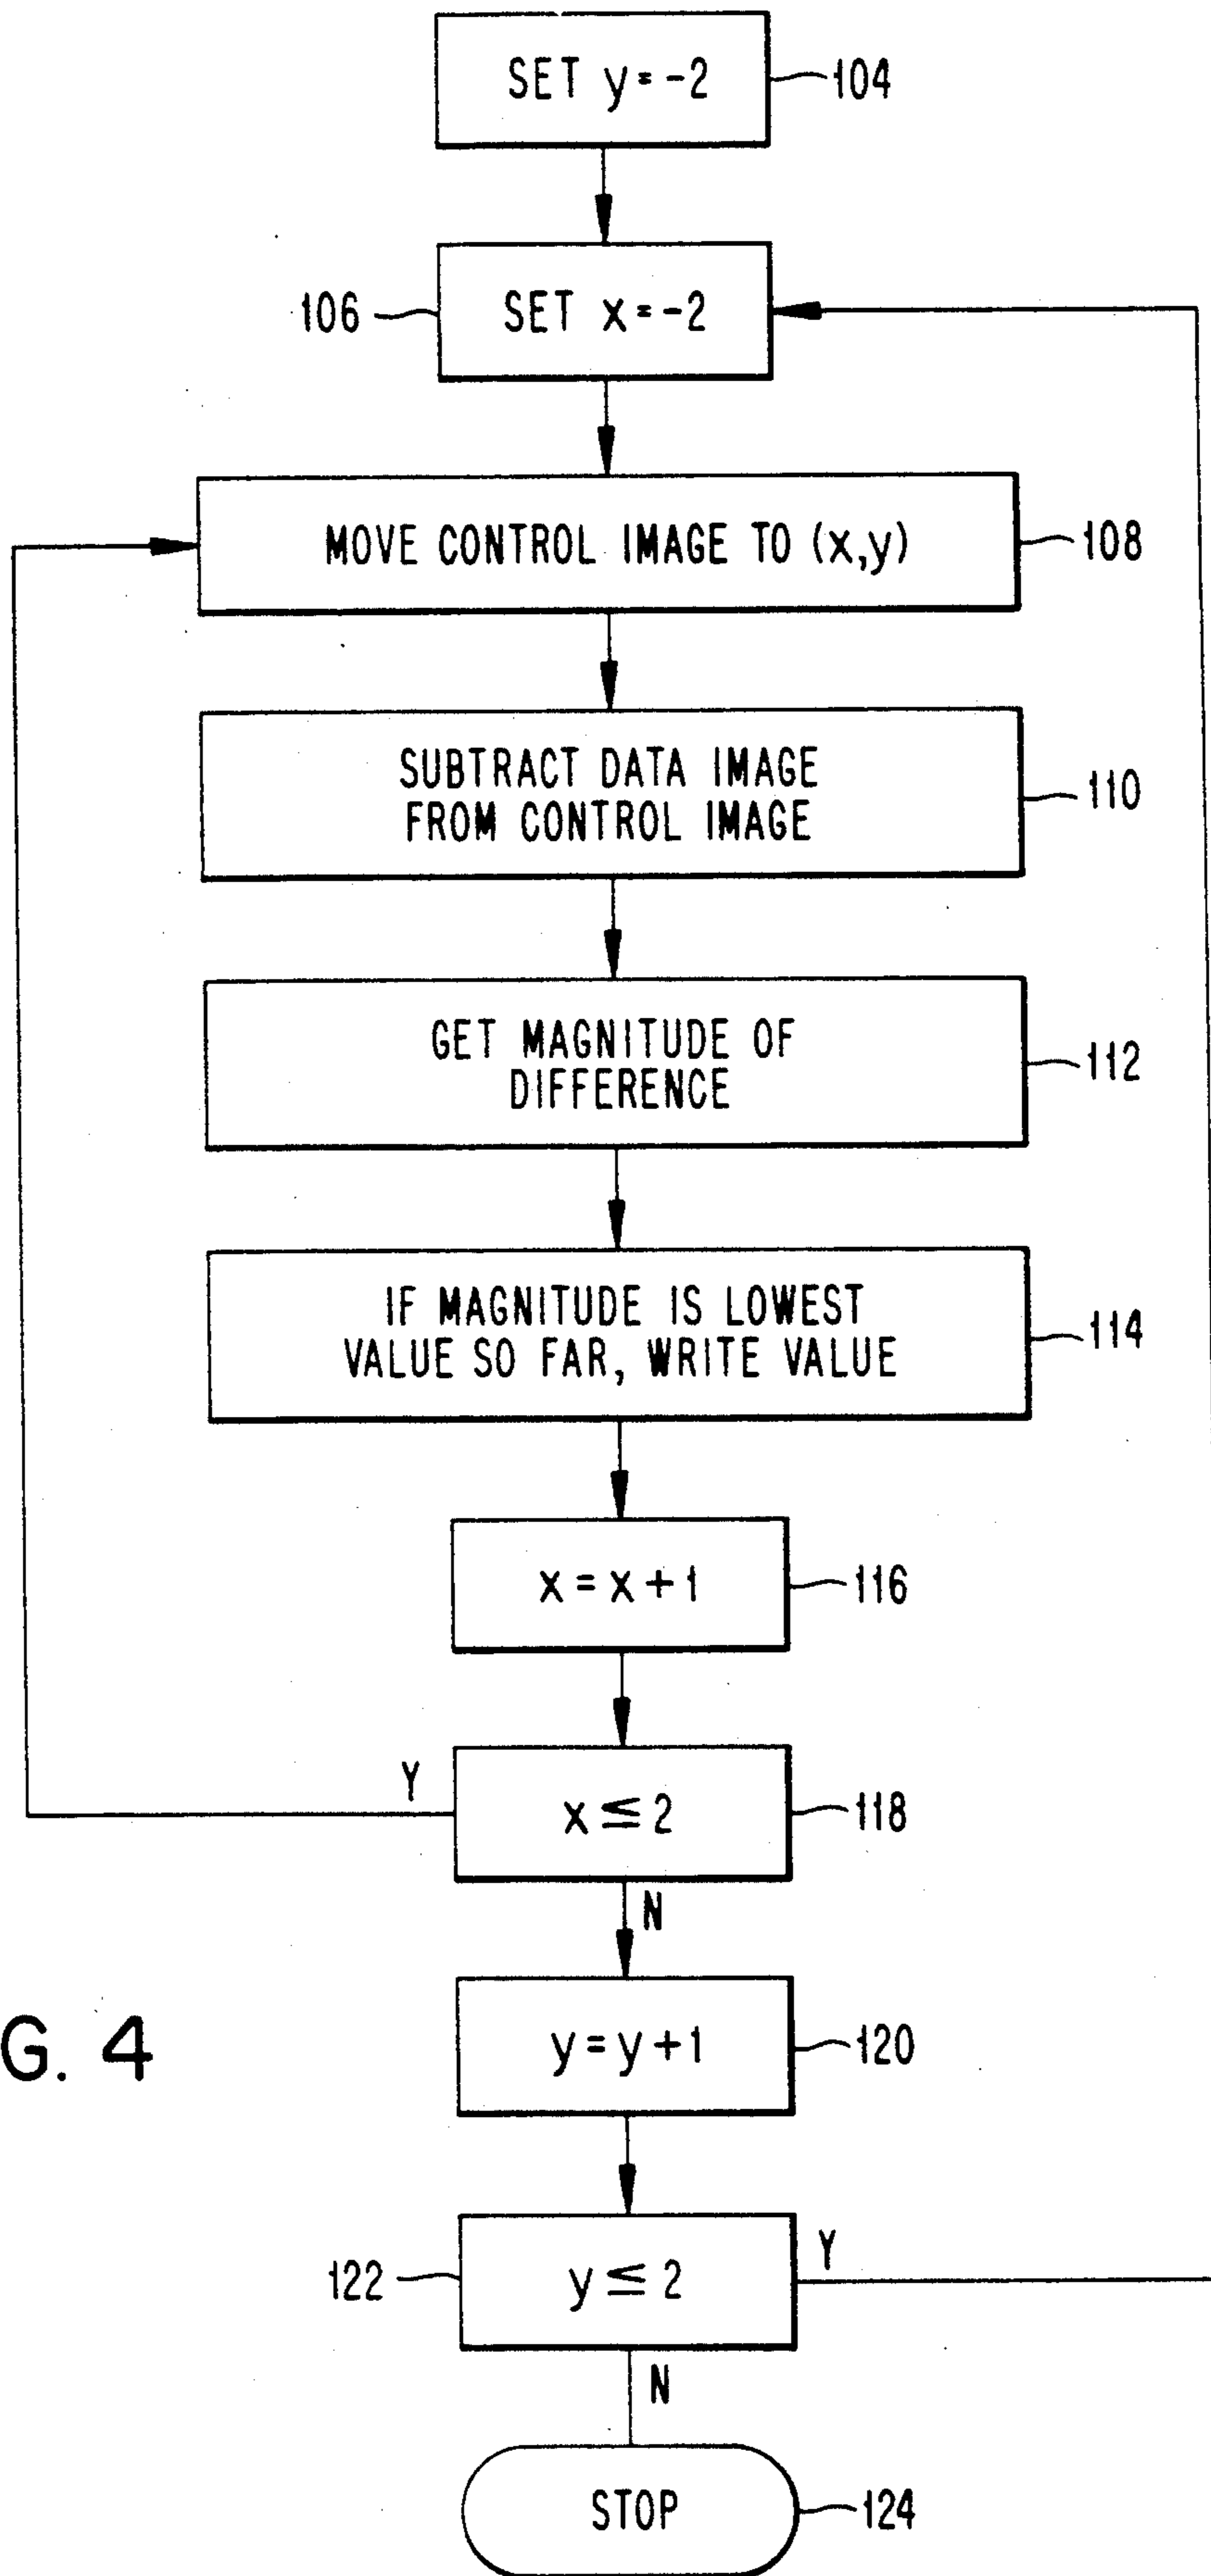 SET y=-2
104
106
SET x=-2
MOVE CONTROL IMAGE TO (x,y)
108
SUBTRACT DATA IMAGE
FROM CONTROL IMAGE
110
GET MAGNITUDE OF
DIFFERENCE
112
IF MAGNITUDE IS LOWEST
VALUE SO FAR, WRITE VALUE
114
x=x+1
116
Y
x≦2
118
N
G. 4
y=y+1
120
122
y≦2
Y
N
STOP
124